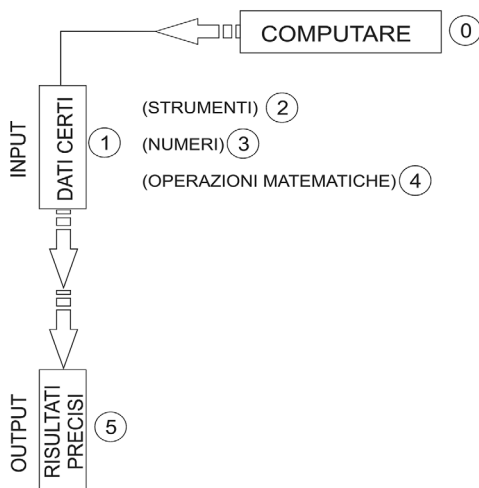 COMPUTARE 0
INPUT
DATI CERTI
1
(STRUMENTI) 2
(NUMERI) 3
(OPERAZIONI MATEMATICHE) 4
OUTPUT
RISULTATI
PRECISI
5